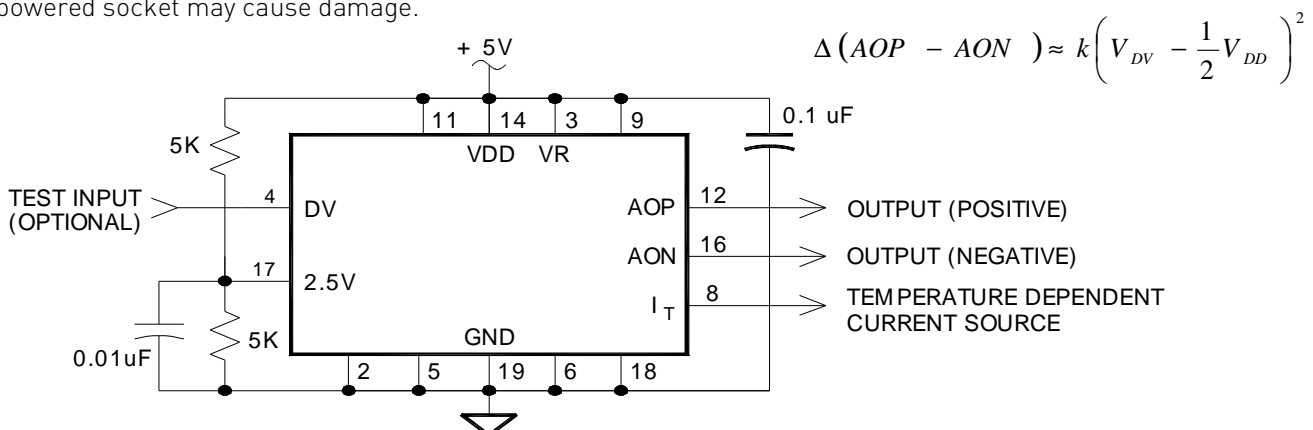 powered socket may cause damage.
Δ (AOP − AON ) ≈ k(V_DV − 1/2 V_DD)^2
+ 5V
0.1 uF
11 14 3 9
5K
VDD VR
TEST INPUT
(OPTIONAL)
4 DV
AOP 12 OUTPUT (POSITIVE)
AON 16 OUTPUT (NEGATIVE)
17 2.5V
I_T 8 TEMPERATURE DEPENDENT
CURRENT SOURCE
5K
0.01uF
GND
2 5 19 6 18